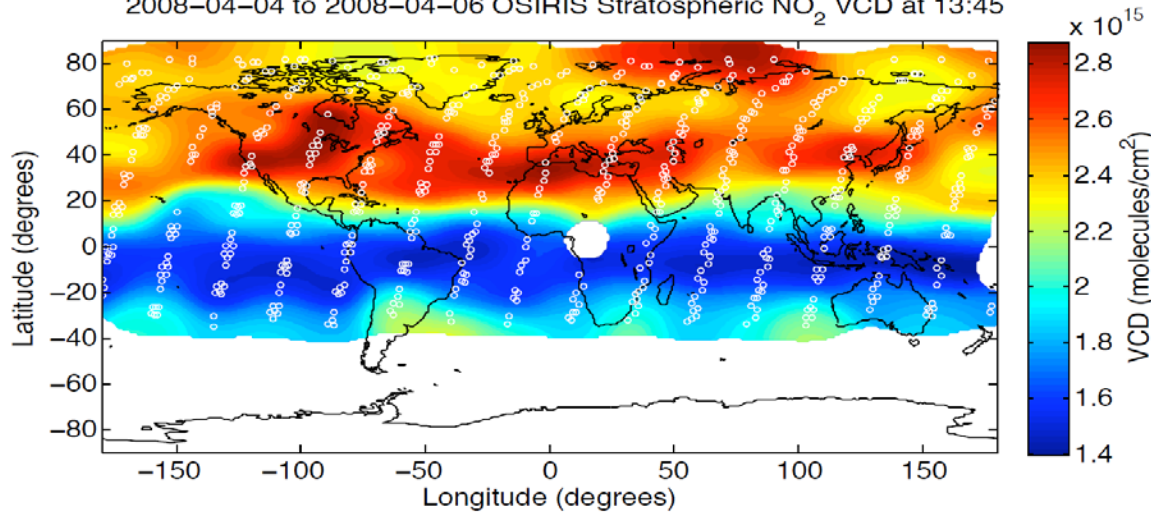 2008−04−04 to 2008−04−06 OSIRIS Stratospheric NO2 VCD at 13:45
x 10^15
80
60
40
20
0
−20
−40
−60
−80
Latitude (degrees)
−150 −100 −50 0 50 100 150
Longitude (degrees)
2.8
2.6
2.4
2.2
2
1.8
1.6
1.4
VCD (molecules/cm²)